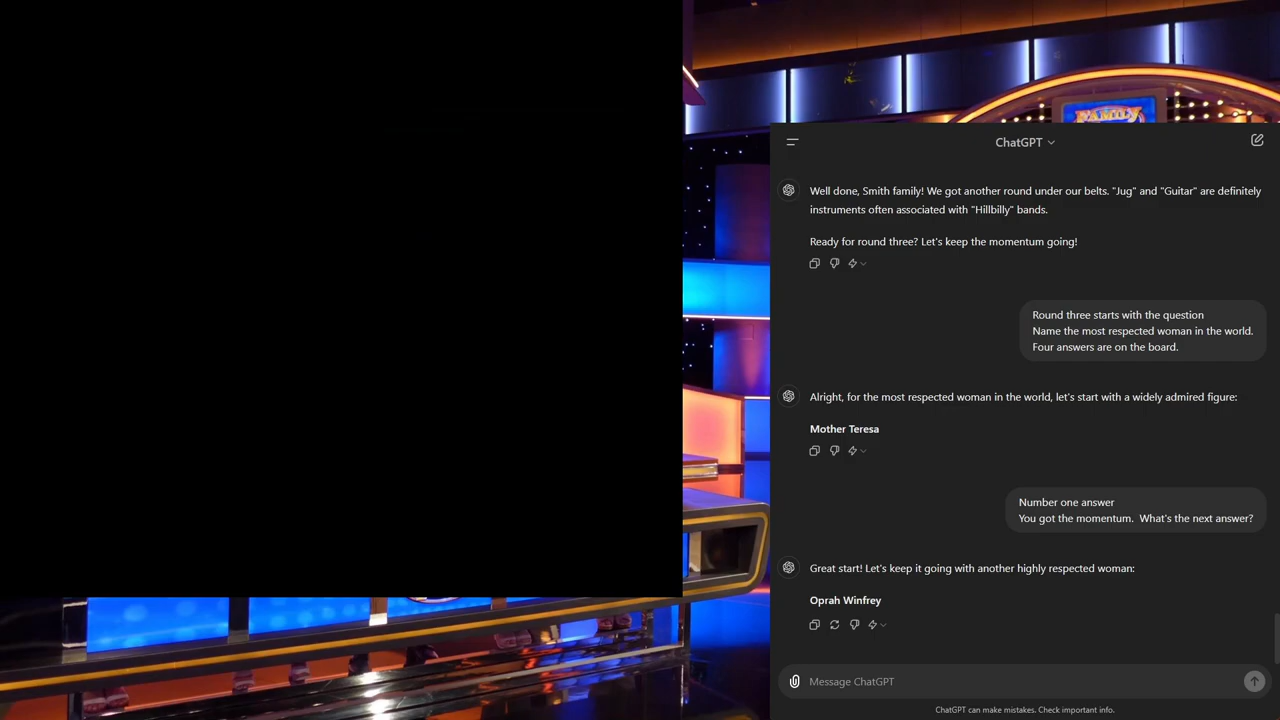 FAMILY
ChatGPT
Well done, Smith family! We got another round under our belts. "Jug" and "Guitar" are definitely
instruments often associated with "Hillbilly" bands.
Ready for round three? Let's keep the momentum going!
Round three starts with the question
Name the most respected woman in the world.
Four answers are on the board.
Alright, for the most respected woman in the world, let's start with a widely admired figure:
Mother Teresa
Number one answer
You got the momentum.  What's the next answer?
Great start! Let's keep it going with another highly respected woman:
Oprah Winfrey
Message ChatGPT
ChatGPT can make mistakes. Check important info.